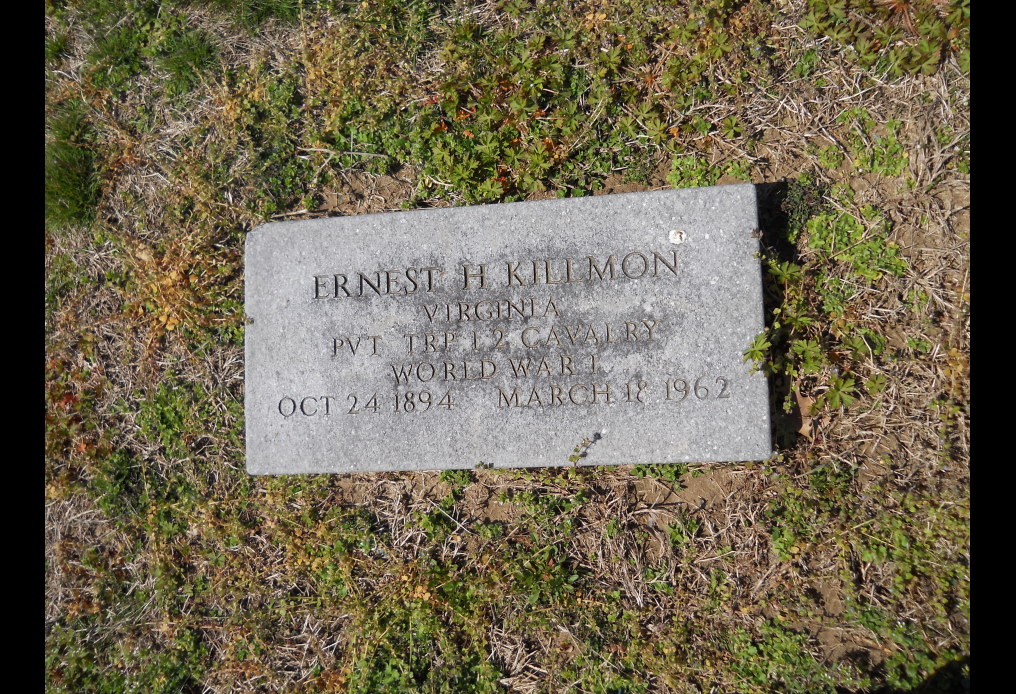 ERNEST H KILLMON
VIRGINIA
PVT TRP L 2 CAVALRY
WORLD WAR I
OCT 24 1894 MARCH 18 1962